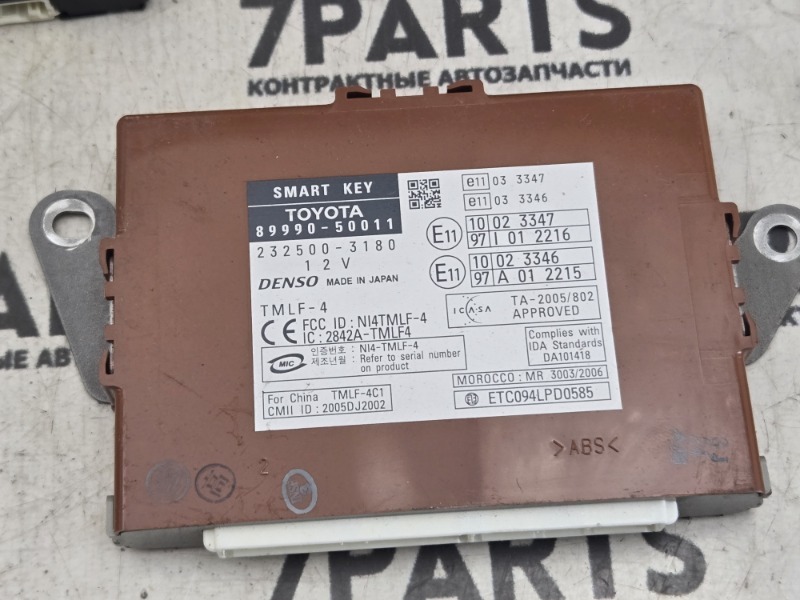 7PARTS
КОНТРАКТНЫЕ АВТОЗАПЧАСТИ
SMART KEY
TOYOTA
89990-50011
232500-3180
12V
DENSO MADE IN JAPAN
TMLF-4
CE FCC ID : NI4TMLF-4
IC : 2842A-TMLF4
MIC
인증번호 : NI4-TMLF-4
제조년월 : Refer to serial number
on product
For China TMLF-4C1
CMII ID : 2005DJ2002
e11 03 3347
e11 03 3346
E11 10 02 3347
97 I 01 2216
E11 10 02 3346
97 A 01 2215
ICASA
TA-2005/802
APPROVED
Complies with
IDA Standards
DA101418
MOROCCO : MR 3003/2006
ETC094LPD0585
>ABS<
7PARTS